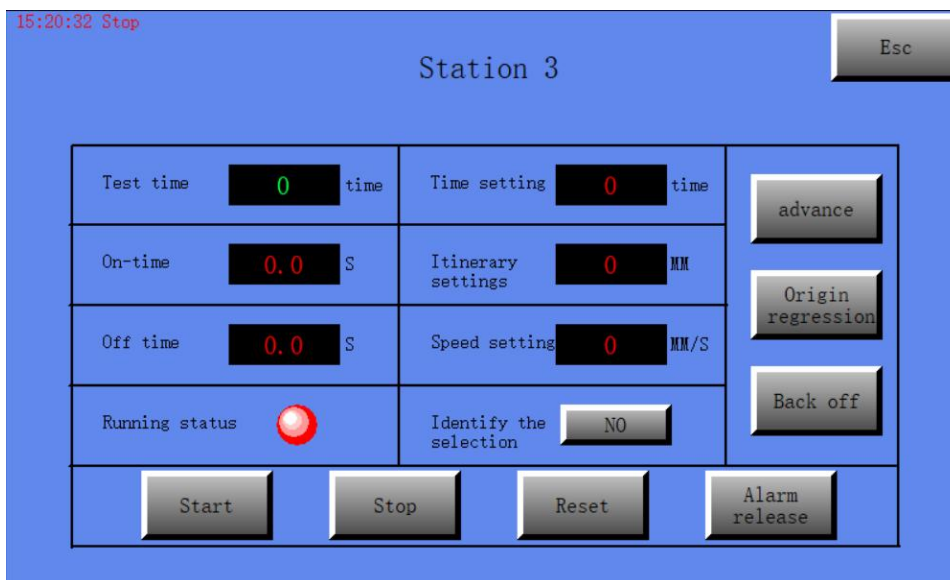 15:20:32 Stop
Esc
Station 3
Test time 0 time
Time setting 0 time
advance
On-time 0.0 S
Itinerary settings 0 MM
Origin
regression
Off time 0.0 S
Speed setting 0 MM/S
Back off
Running status
Identify the
selection NO
Start
Stop
Reset
Alarm
release